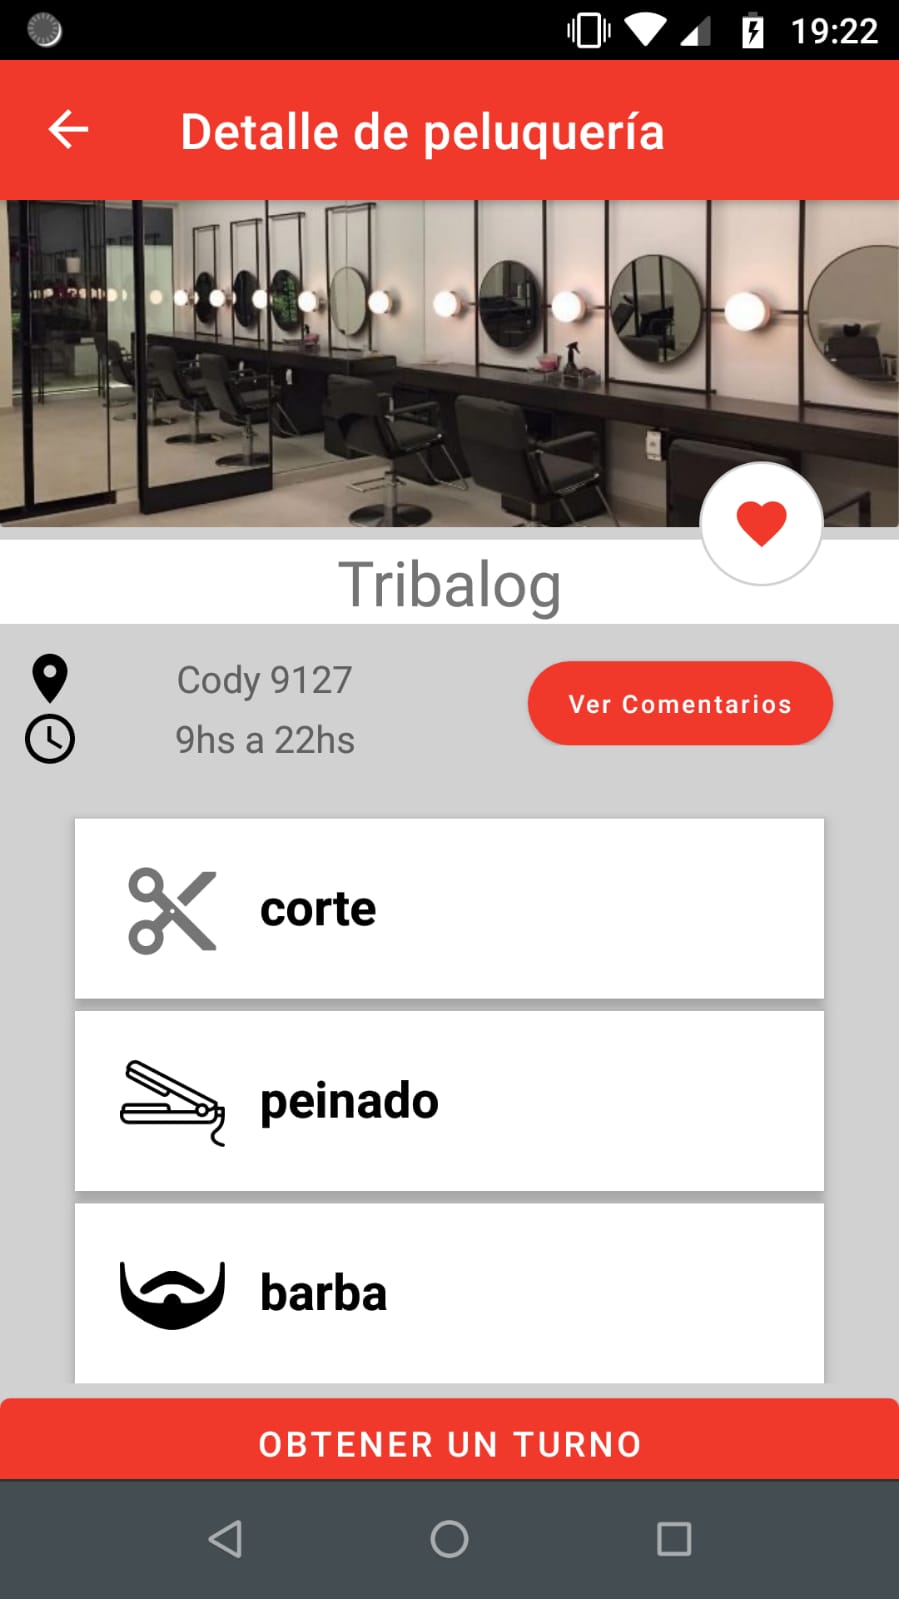 19:22
Detalle de peluquería
Tribalog
Cody 9127
Ver Comentarios
9hs a 22hs
corte
peinado
barba
OBTENER UN TURNO